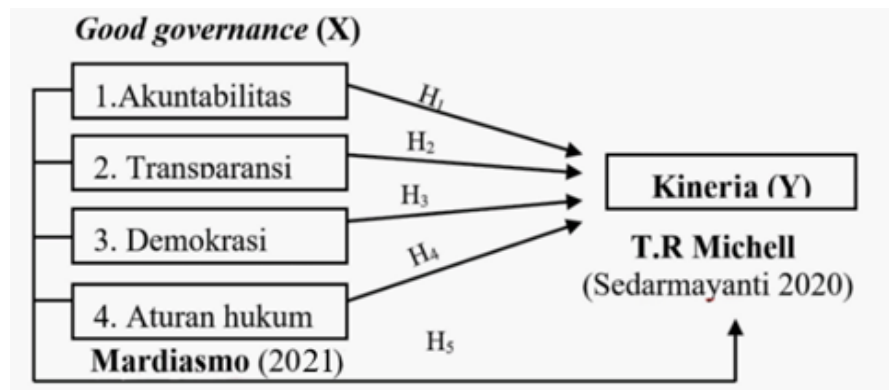 Good governance (X)
1.Akuntabilitas
H1
2. Transparansi
H2
3. Demokrasi
H3
4. Aturan hukum
H4
Mardiasmo (2021)
H5
Kinerja (Y)
T.R Michell
(Sedarmayanti 2020)